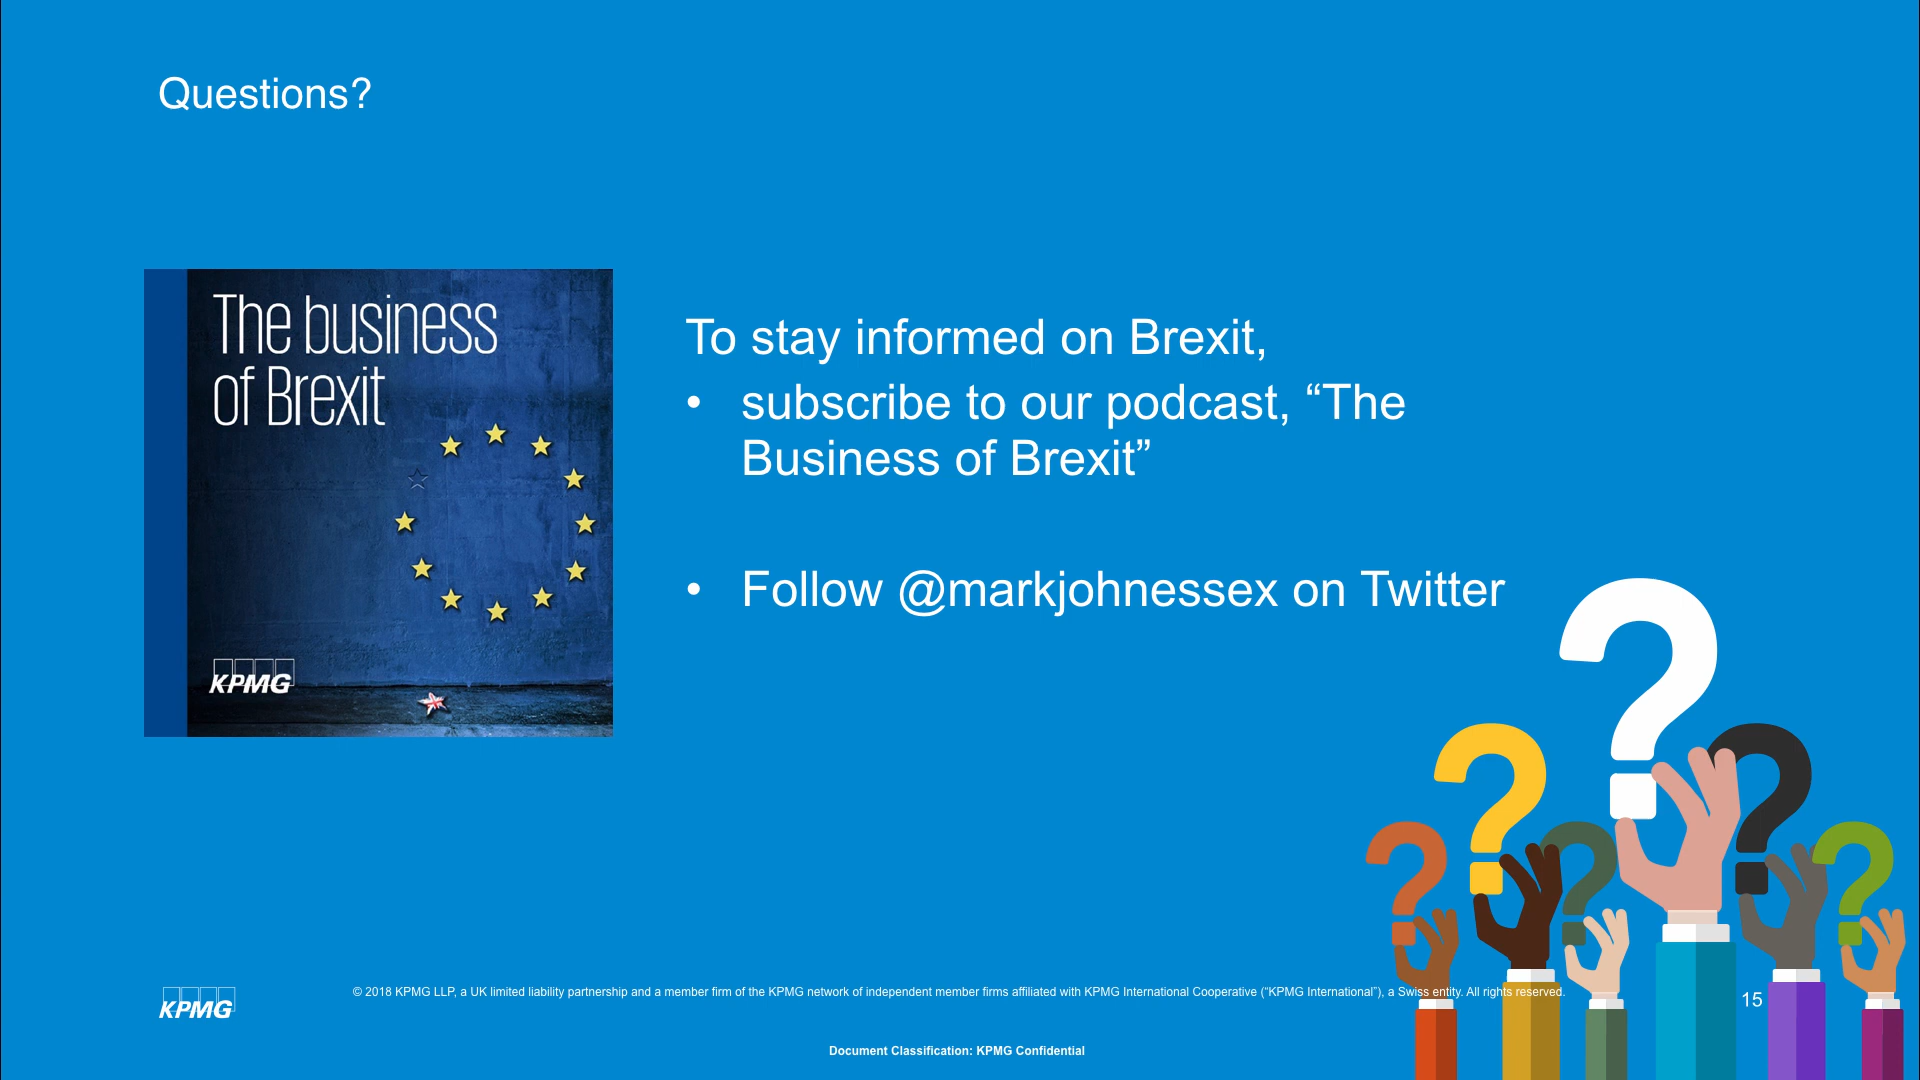 Questions?
The business
of Brexit
KPMG
To stay informed on Brexit,
• subscribe to our podcast, “The
Business of Brexit”
• Follow @markjohnessex on Twitter
KPMG
© 2018 KPMG LLP, a UK limited liability partnership and a member firm of the KPMG network of independent member firms affiliated with KPMG International Cooperative (“KPMG International”), a Swiss entity. All rights reserved.
15
Document Classification: KPMG Confidential